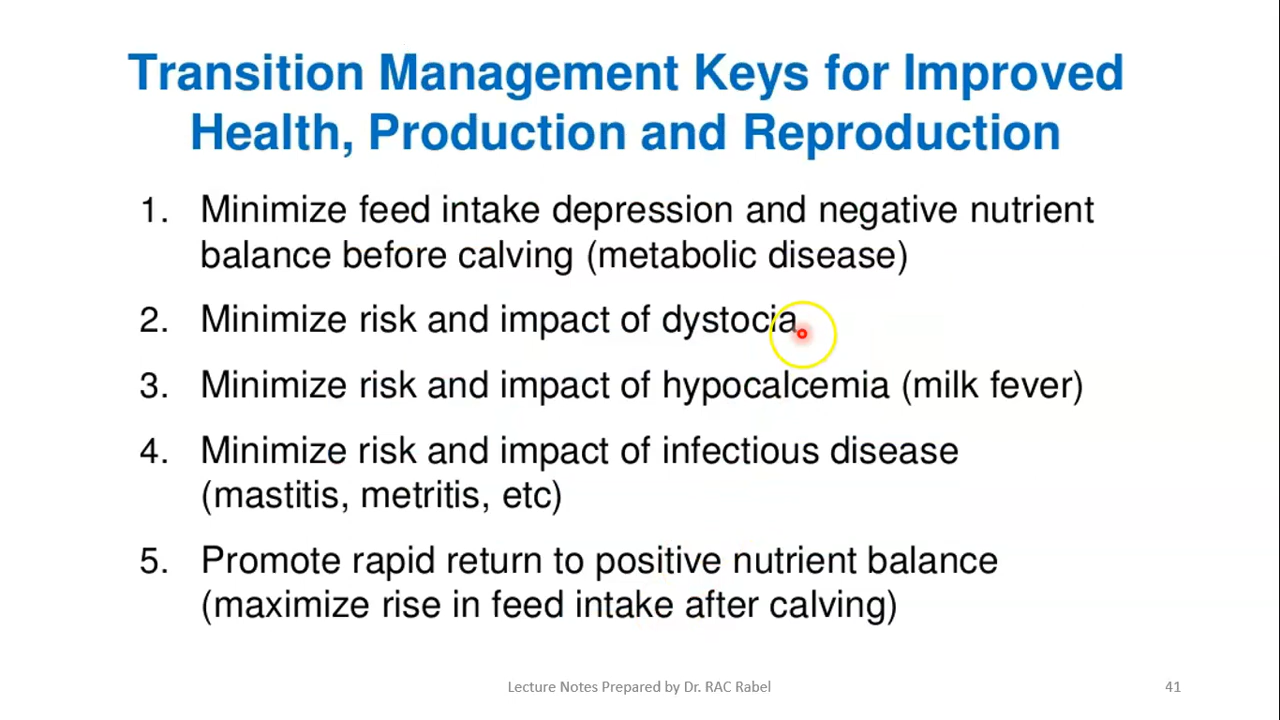 Transition Management Keys for Improved
Health, Production and Reproduction
1. Minimize feed intake depression and negative nutrient
balance before calving (metabolic disease)
2. Minimize risk and impact of dystocia
3. Minimize risk and impact of hypocalcemia (milk fever)
4. Minimize risk and impact of infectious disease
(mastitis, metritis, etc)
5. Promote rapid return to positive nutrient balance
(maximize rise in feed intake after calving)
Lecture Notes Prepared by Dr. RAC Rabel
41